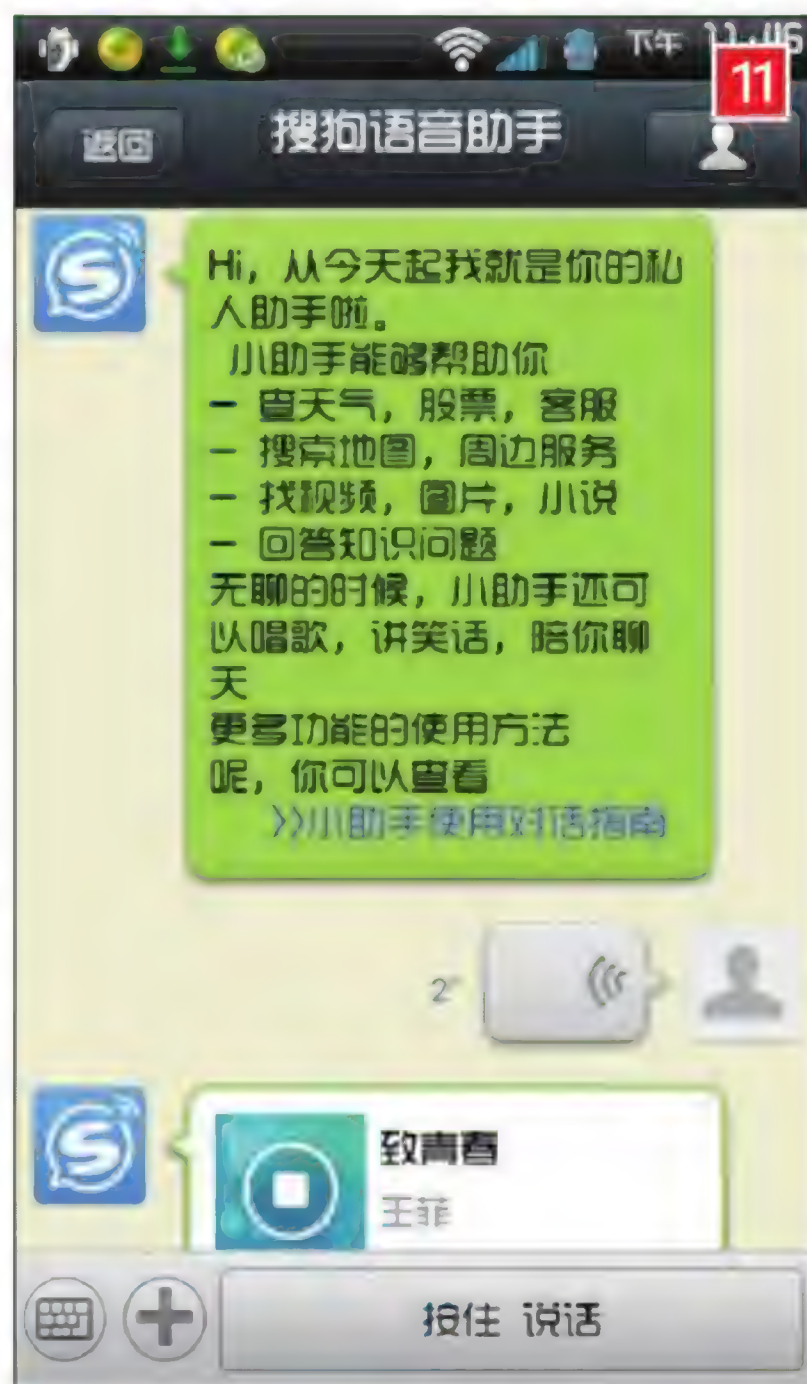 下午 11:46
11
返回
搜狗语音助手
Hi，从今天起我就是你的私
人助手啦。
小助手能够帮助你
- 查天气，股票，客服
- 搜索地图，周边服务
- 找视频，图片，小说
- 回答知识问题
无聊的时候，小助手还可
以唱歌，讲笑话，陪你聊
天
更多功能的使用方法
呢，你可以查看
>>小助手使用对话指南
2"
致青春
王菲
按住 说话